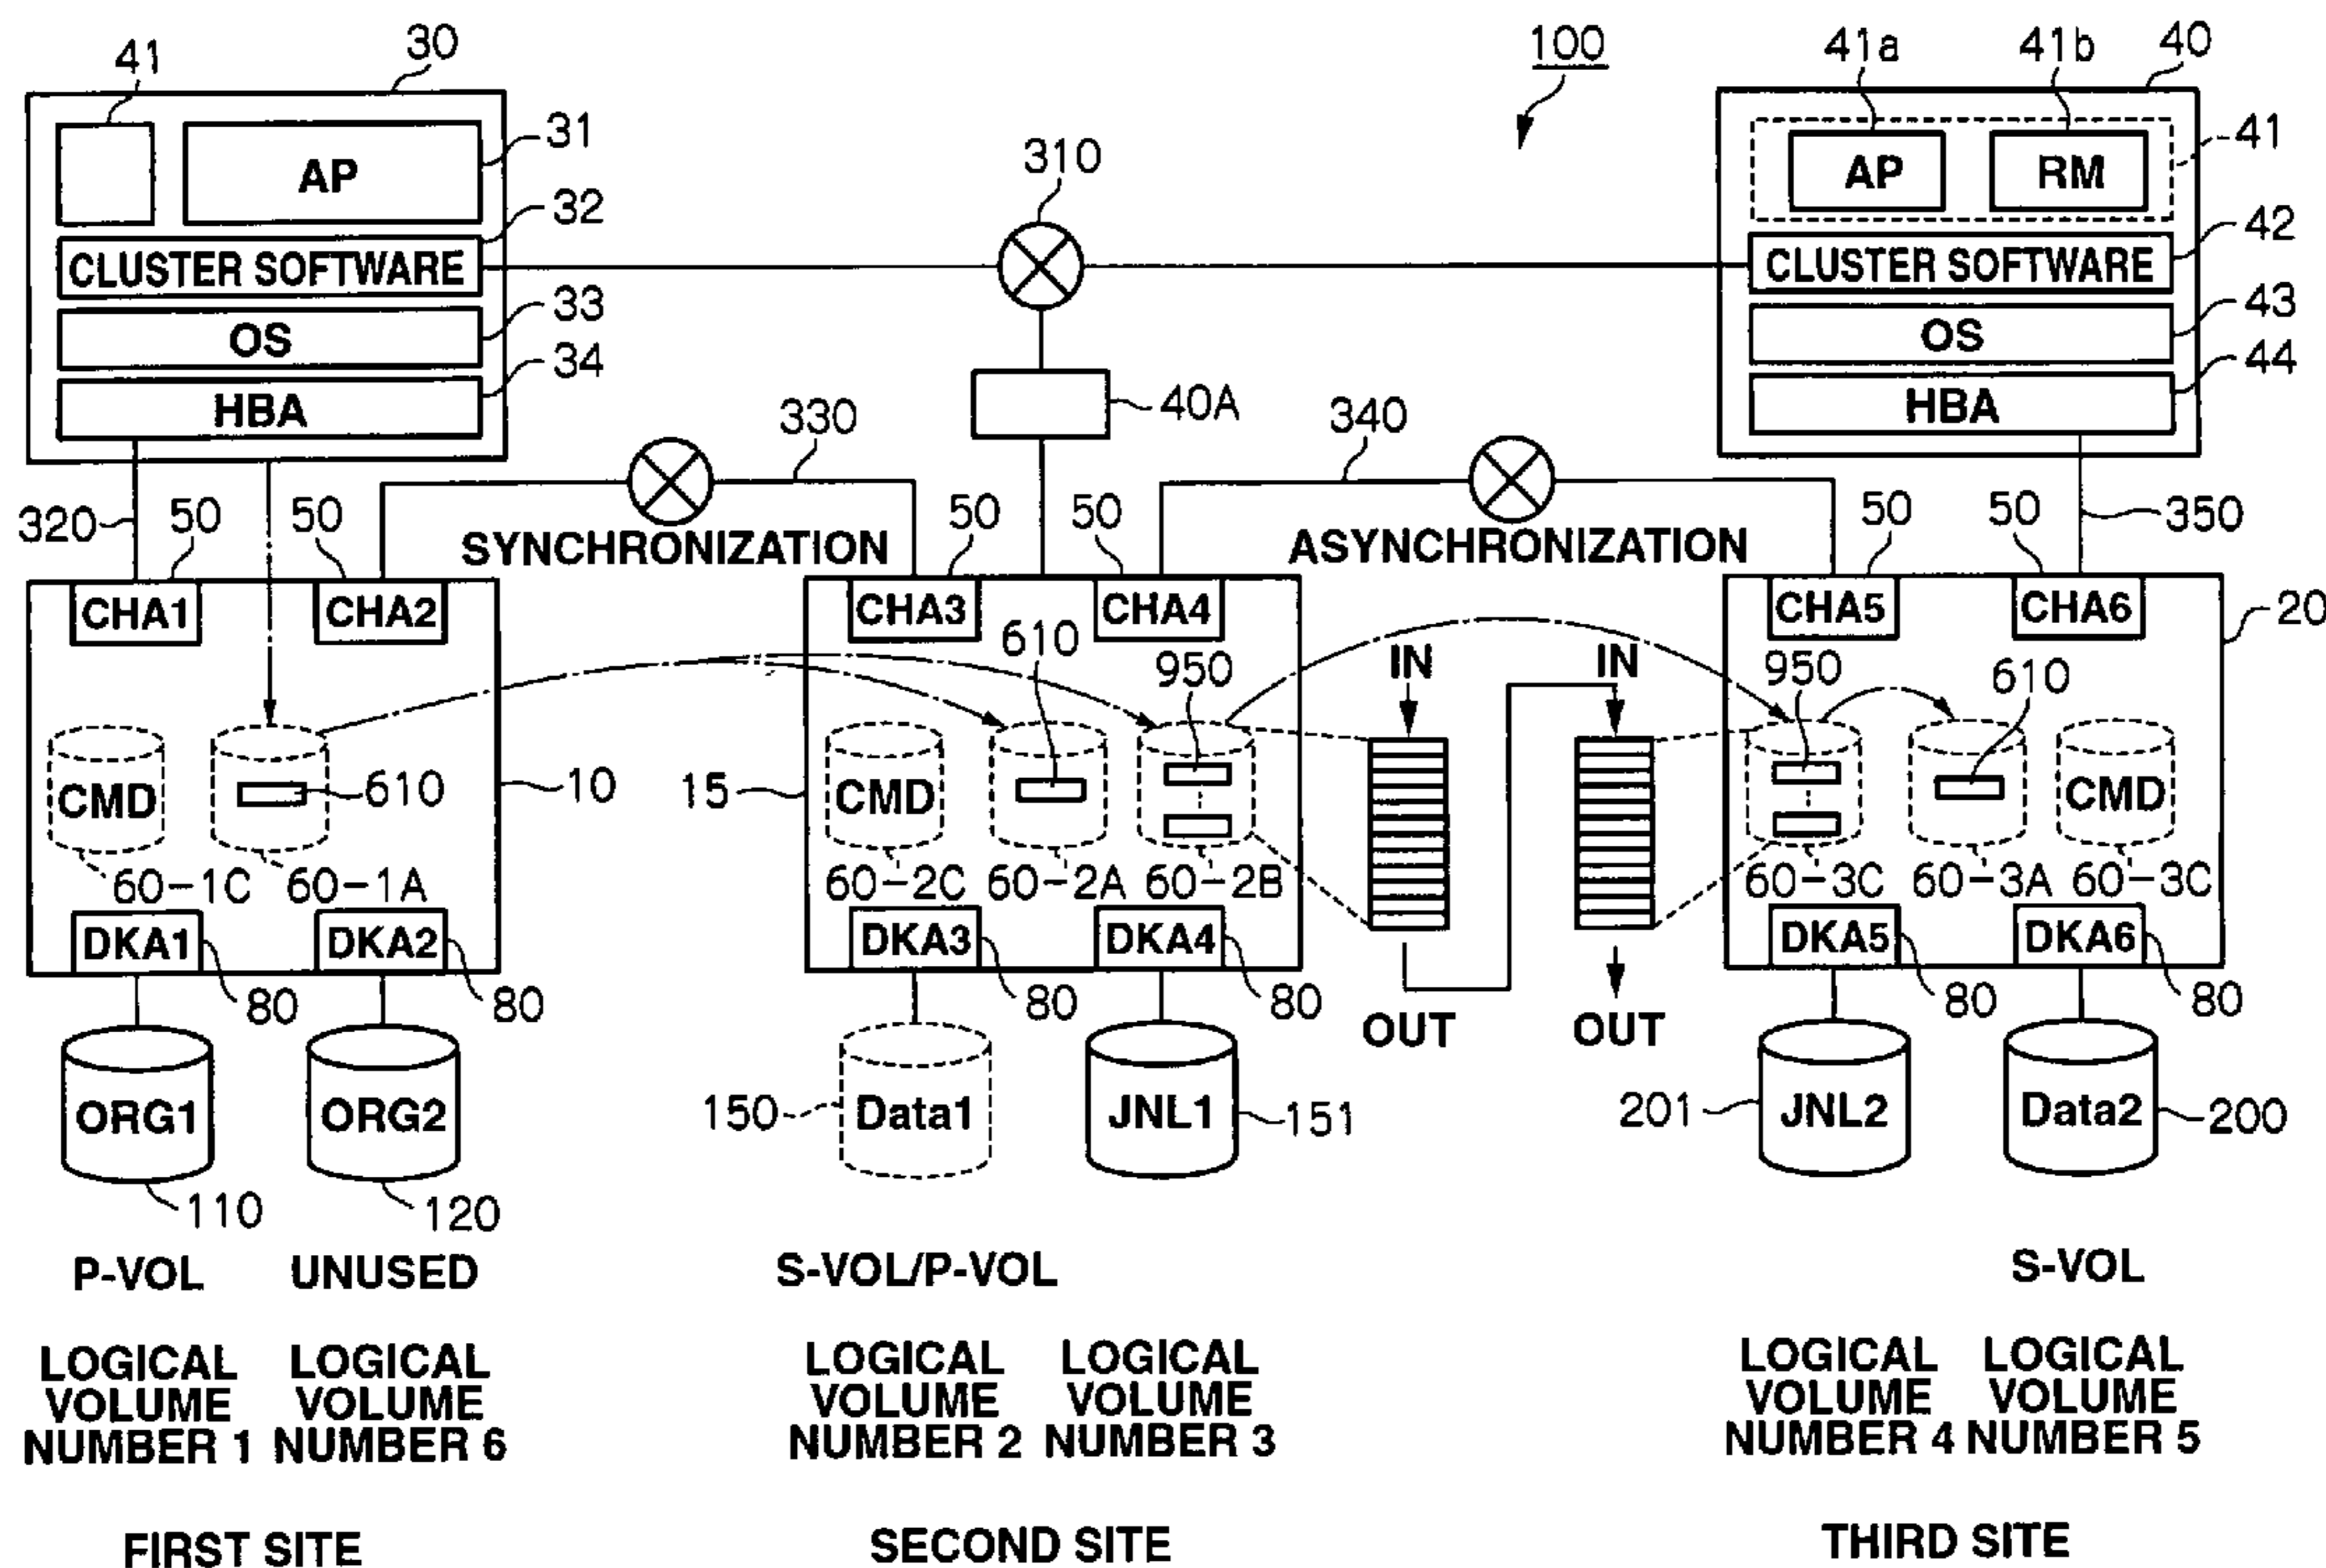 30
100
41a
41b
40
41
31
AP
310
AP
RM
41
32
42
CLUSTER SOFTWARE
CLUSTER SOFTWARE
33
43
OS
OS
34
44
HBA
40A
HBA
330
340
320
50
50
SYNCHRONIZATION
50
50
ASYNCHRONIZATION
50
50
350
CHA1
CHA2
CHA3
CHA4
CHA5
CHA6
20
610
950
IN
IN
950
610
CMD
610
10
15
CMD
CMD
60-1C
60-1A
60-2C
60-2A
60-2B
60-3C
60-3A
60-3C
DKA1
DKA2
DKA3
DKA4
DKA5
DKA6
80
80
80
80
80
80
OUT
OUT
ORG1
ORG2
150
Data1
JNL1
151
201
JNL2
Data2
200
110
120
P-VOL
UNUSED
S-VOL/P-VOL
S-VOL
LOGICAL VOLUME NUMBER 1
LOGICAL VOLUME NUMBER 6
LOGICAL VOLUME NUMBER 2
LOGICAL VOLUME NUMBER 3
LOGICAL VOLUME NUMBER 4
LOGICAL VOLUME NUMBER 5
FIRST SITE
SECOND SITE
THIRD SITE